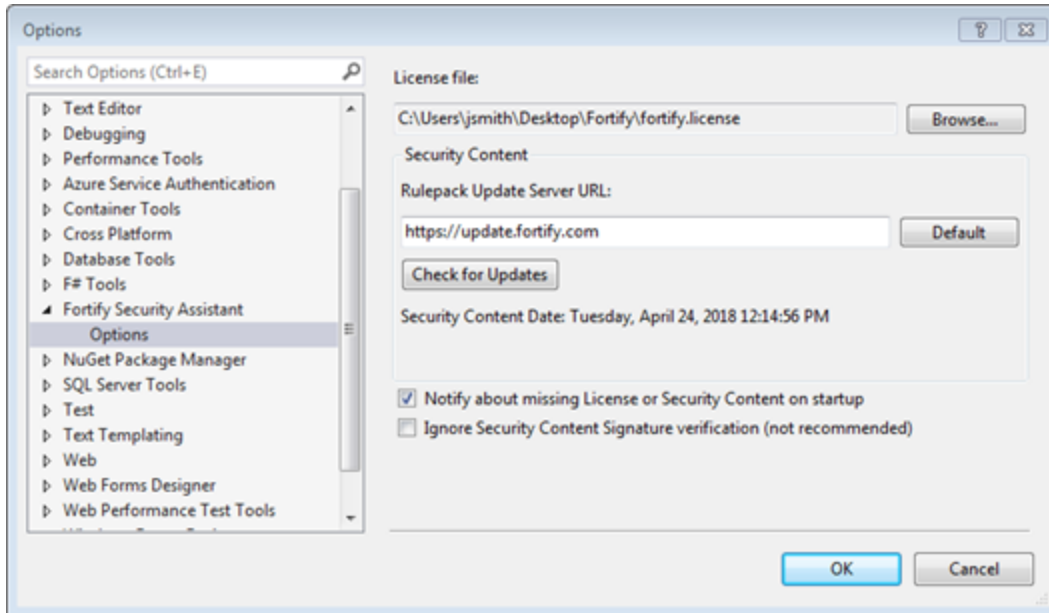 Options
Search Options (Ctrl+E)
Text Editor
Debugging
Performance Tools
Azure Service Authentication
Container Tools
Cross Platform
Database Tools
F# Tools
Fortify Security Assistant
Options
NuGet Package Manager
SQL Server Tools
Test
Text Templating
Web
Web Forms Designer
Web Performance Test Tools
License file:
C:\Users\jsmith\Desktop\Fortify\fortify.license
Browse...
Security Content
Rulepack Update Server URL:
https://update.fortify.com
Default
Check for Updates
Security Content Date: Tuesday, April 24, 2018 12:14:56 PM
Notify about missing License or Security Content on startup
Ignore Security Content Signature verification (not recommended)
OK
Cancel